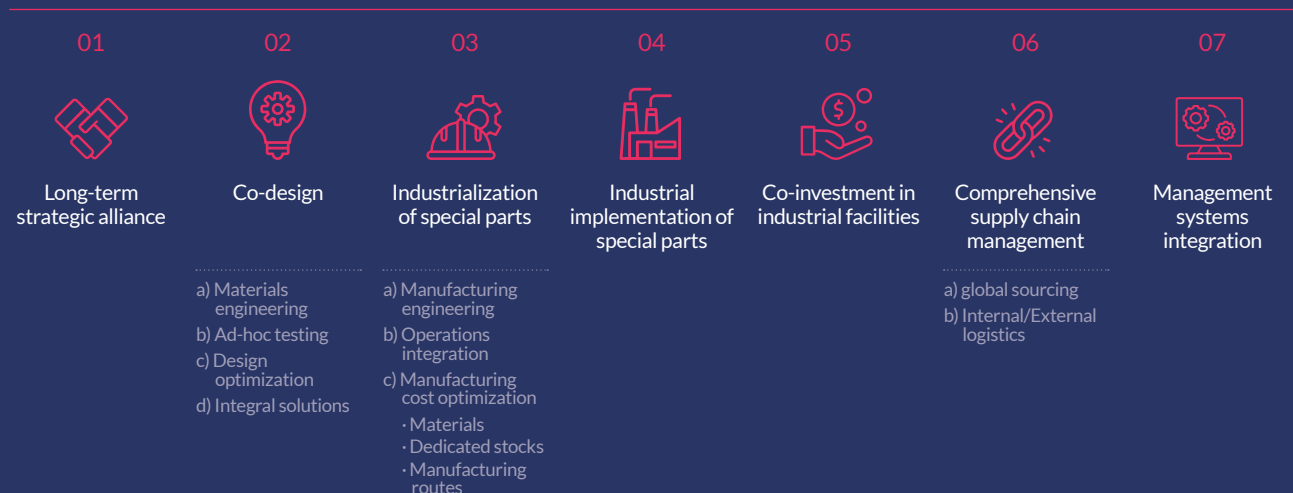 01
Long-term
strategic alliance
02
Co-design
a) Materials
engineering
b) Ad-hoc testing
c) Design
optimization
d) Integral solutions
03
Industrialization
of special parts
a) Manufacturing
engineering
b) Operations
integration
c) Manufacturing
cost optimization
· Materials
· Dedicated stocks
· Manufacturing
routes
04
Industrial
implementation of
special parts
05
$
Co-investment in
industrial facilities
06
Comprehensive
supply chain
management
a) global sourcing
b) Internal/External
logistics
07
Management
systems
integration